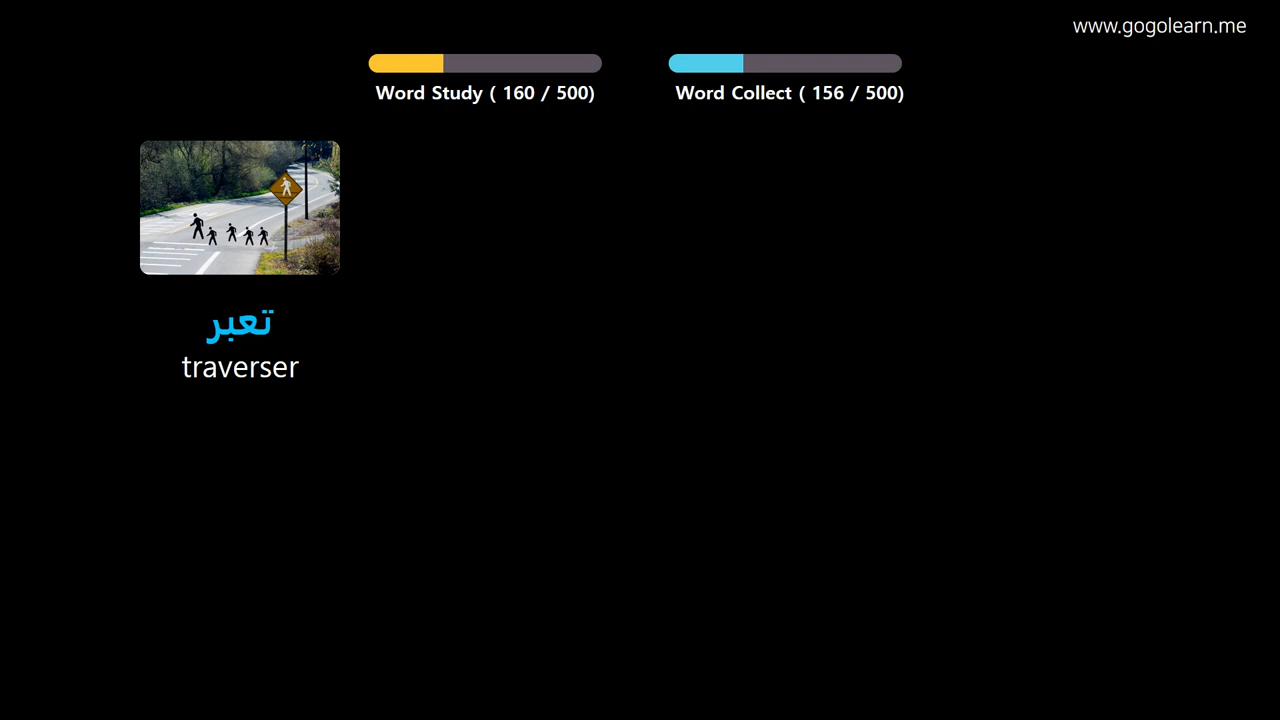 www.gogolearn.me
Word Study ( 160 / 500)
Word Collect ( 156 / 500)
تعبر
traverser